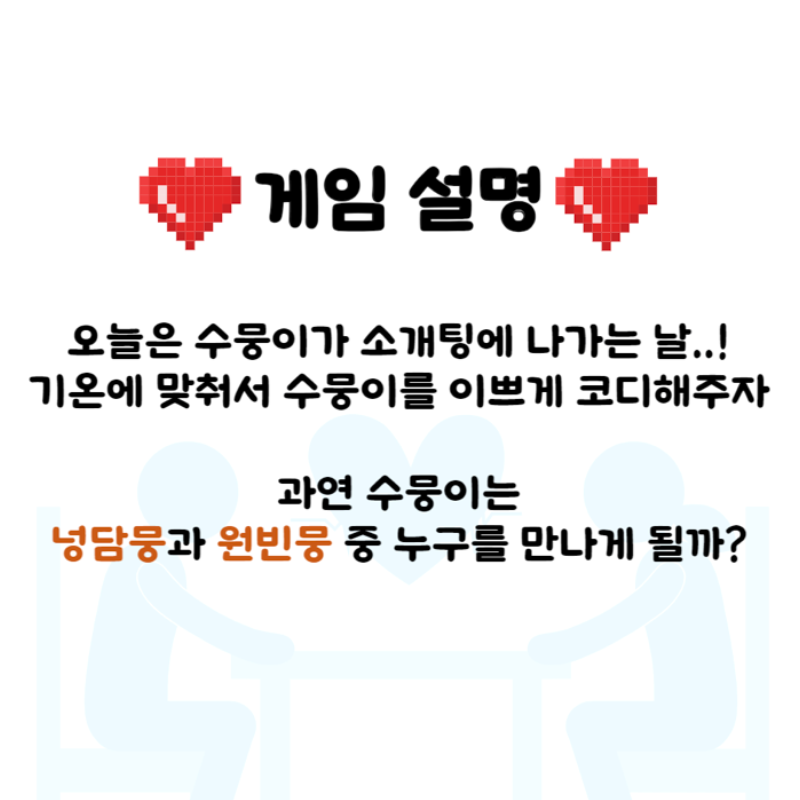 게임 설명
오늘은 수뭉이가 소개팅에 나가는 날..!
기온에 맞춰서 수뭉이를 이쁘게 코디해주자
과연 수뭉이는
넝담뭉과 원빈뭉 중 누구를 만나게 될까?